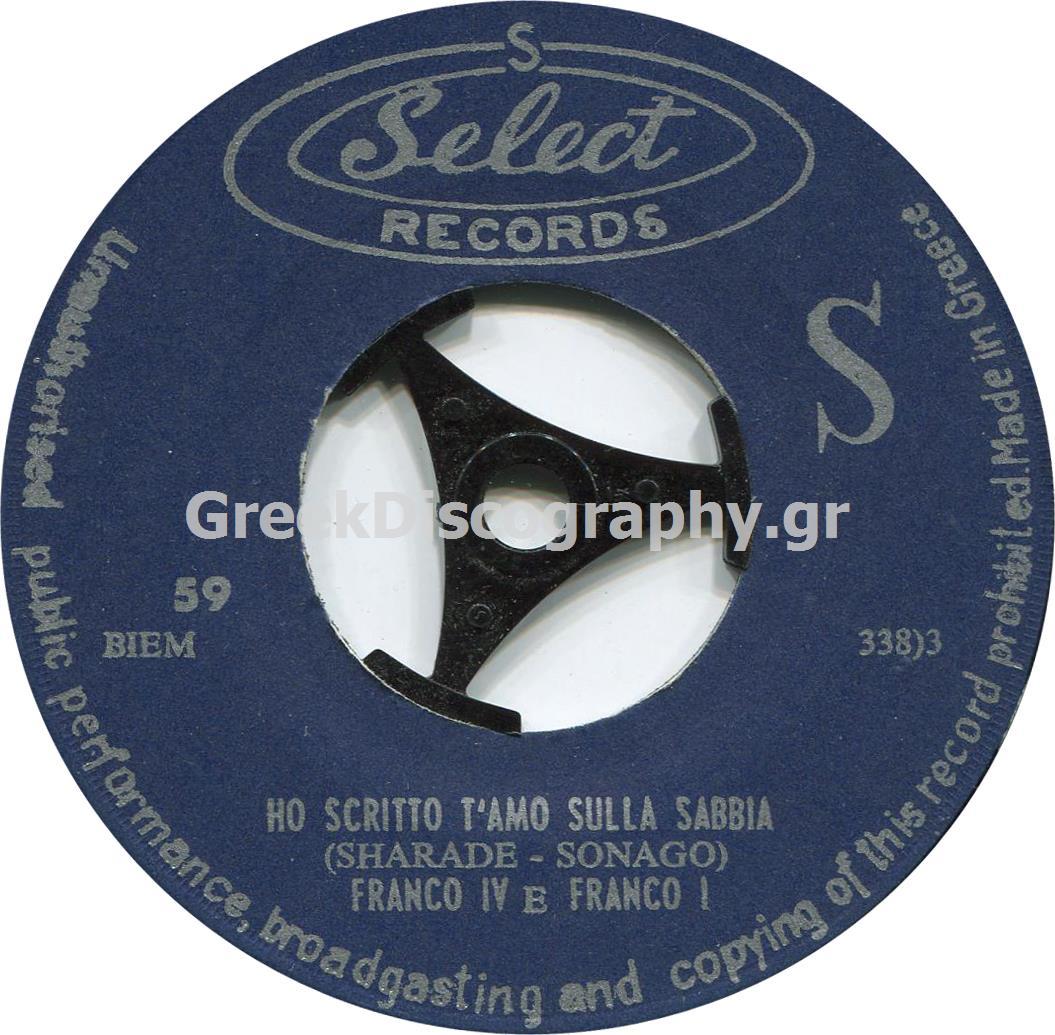 S
Select
RECORDS
S
GreekDiscography.gr
59
BIEM
338)3
HO SCRITTO T'AMO SULLA SABBIA
(SHARADE - SONAGO)
FRANCO IV E FRANCO I
Unauthorised public performance, broadgasting and copying of this record prohibited. Made in Greece